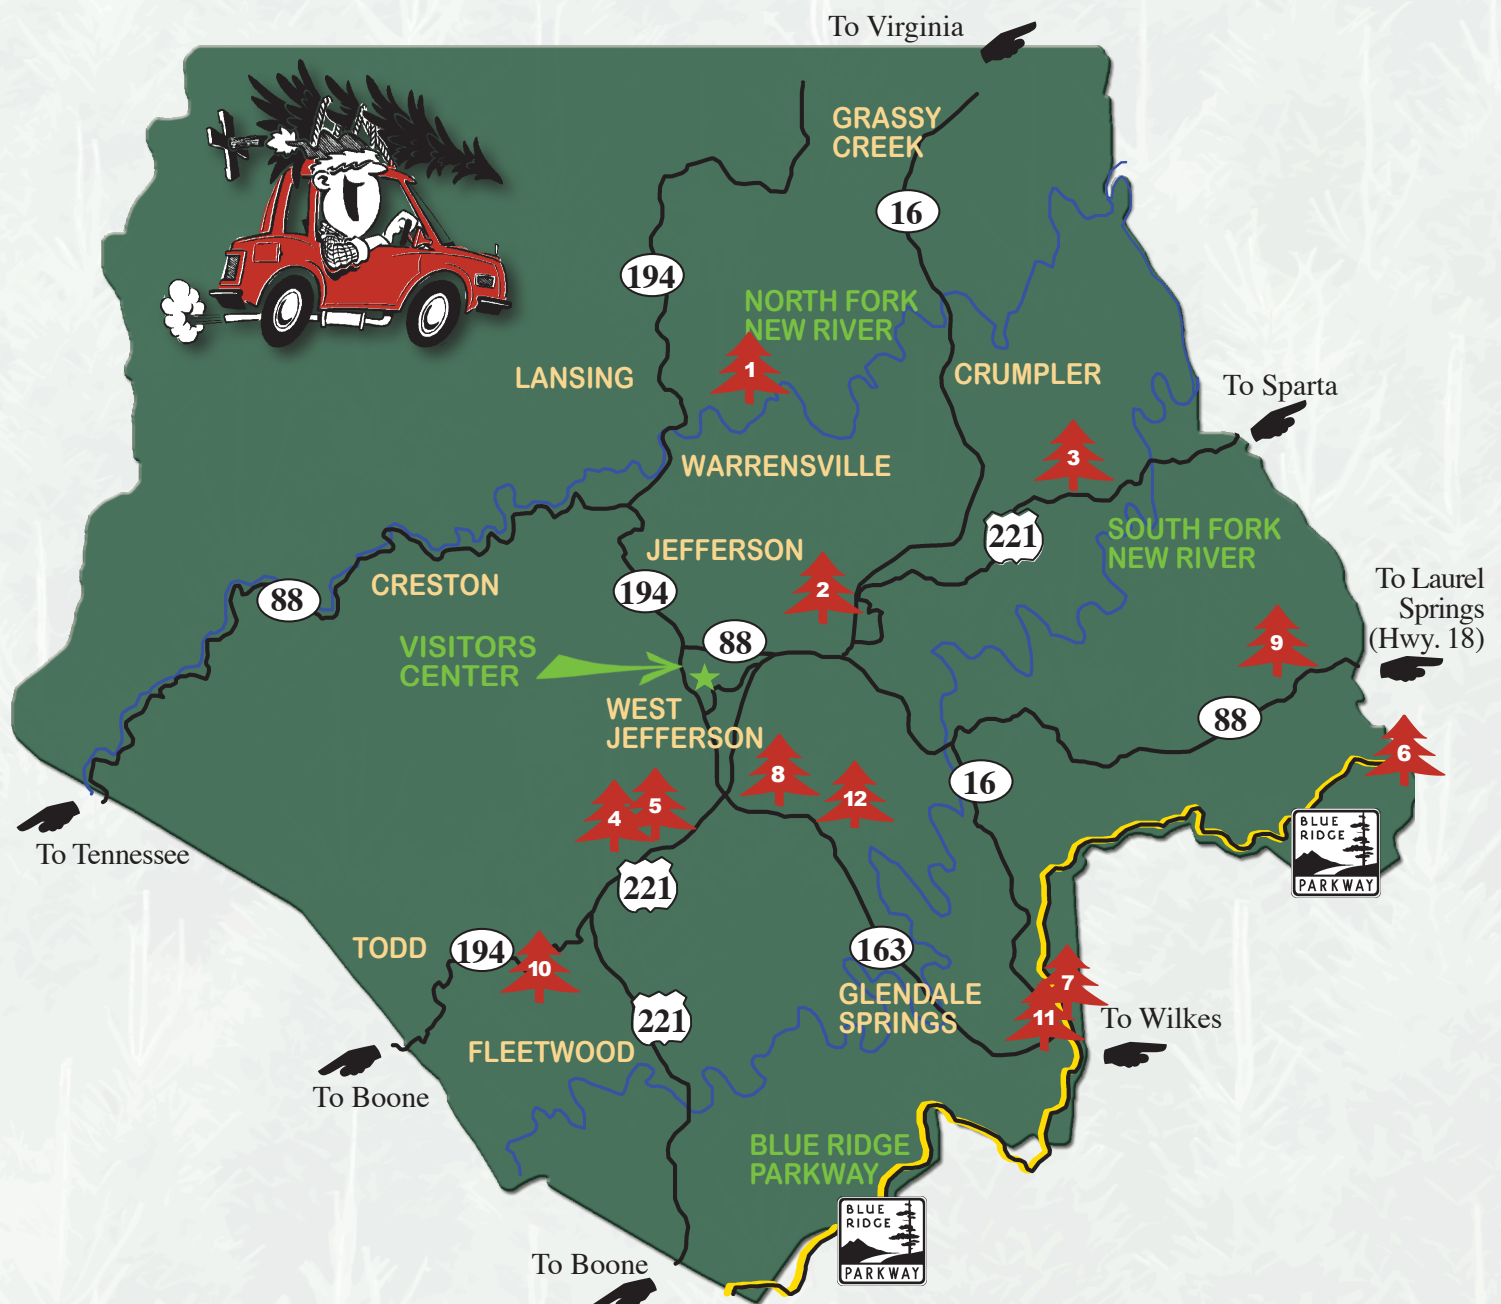 To Virginia
GRASSY
CREEK
16
194
NORTH FORK
NEW RIVER
1
LANSING
CRUMPLER
To Sparta
3
WARRENSVILLE
221
SOUTH FORK
NEW RIVER
JEFFERSON
2
194
CRESTON
88
To Laurel
Springs
(Hwy. 18)
9
88
VISITORS
CENTER
WEST
JEFFERSON
88
6
8
16
4
5
12
BLUE
RIDGE
PARKWAY
To Tennessee
221
TODD
194
10
163
7
GLENDALE
SPRINGS
11
To Wilkes
221
FLEETWOOD
To Boone
BLUE RIDGE
PARKWAY
BLUE
RIDGE
PARKWAY
To Boone